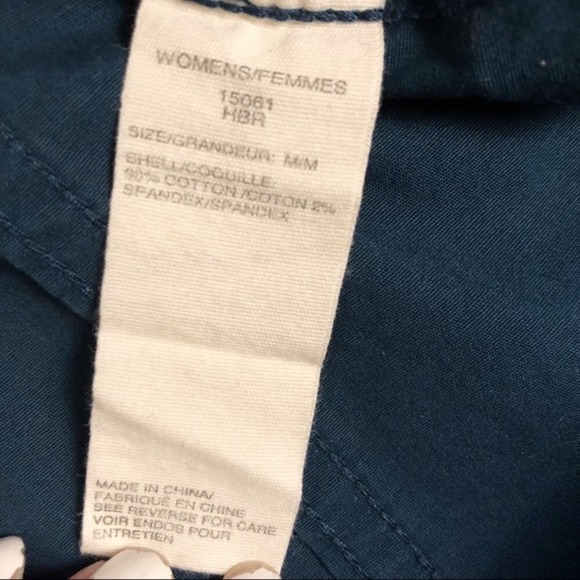 WOMENS/FEMMES
15061
HBR
SIZE/GRANDEUR: M/M
SHELL/COQUILLE:
98% COTTON /COTON 2%
SPANDEX/SPANDEX
MADE IN CHINA/
FABRIQUÉ EN CHINE
SEE REVERSE FOR CARE
VOIR ENDOS POUR
ENTRETIEN